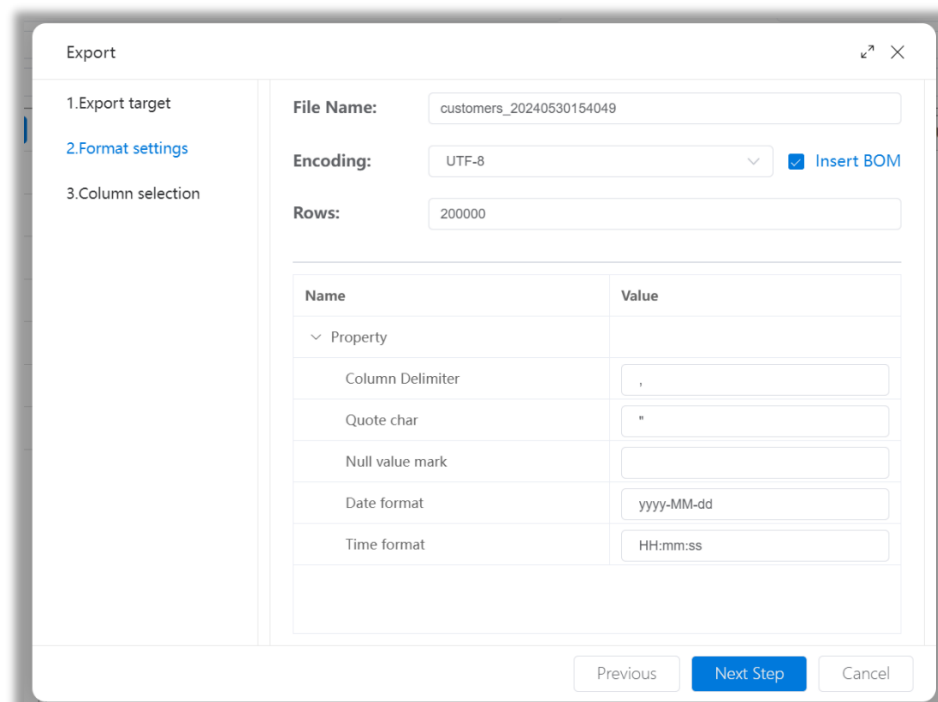 Export
1.Export target
2.Format settings
3.Column selection
File Name: customers_20240530154049
Encoding: UTF-8 Insert BOM
Rows: 200000
Name Value
Property
Column Delimiter ,
Quote char "
Null value mark
Date format yyyy-MM-dd
Time format HH:mm:ss
Previous Next Step Cancel